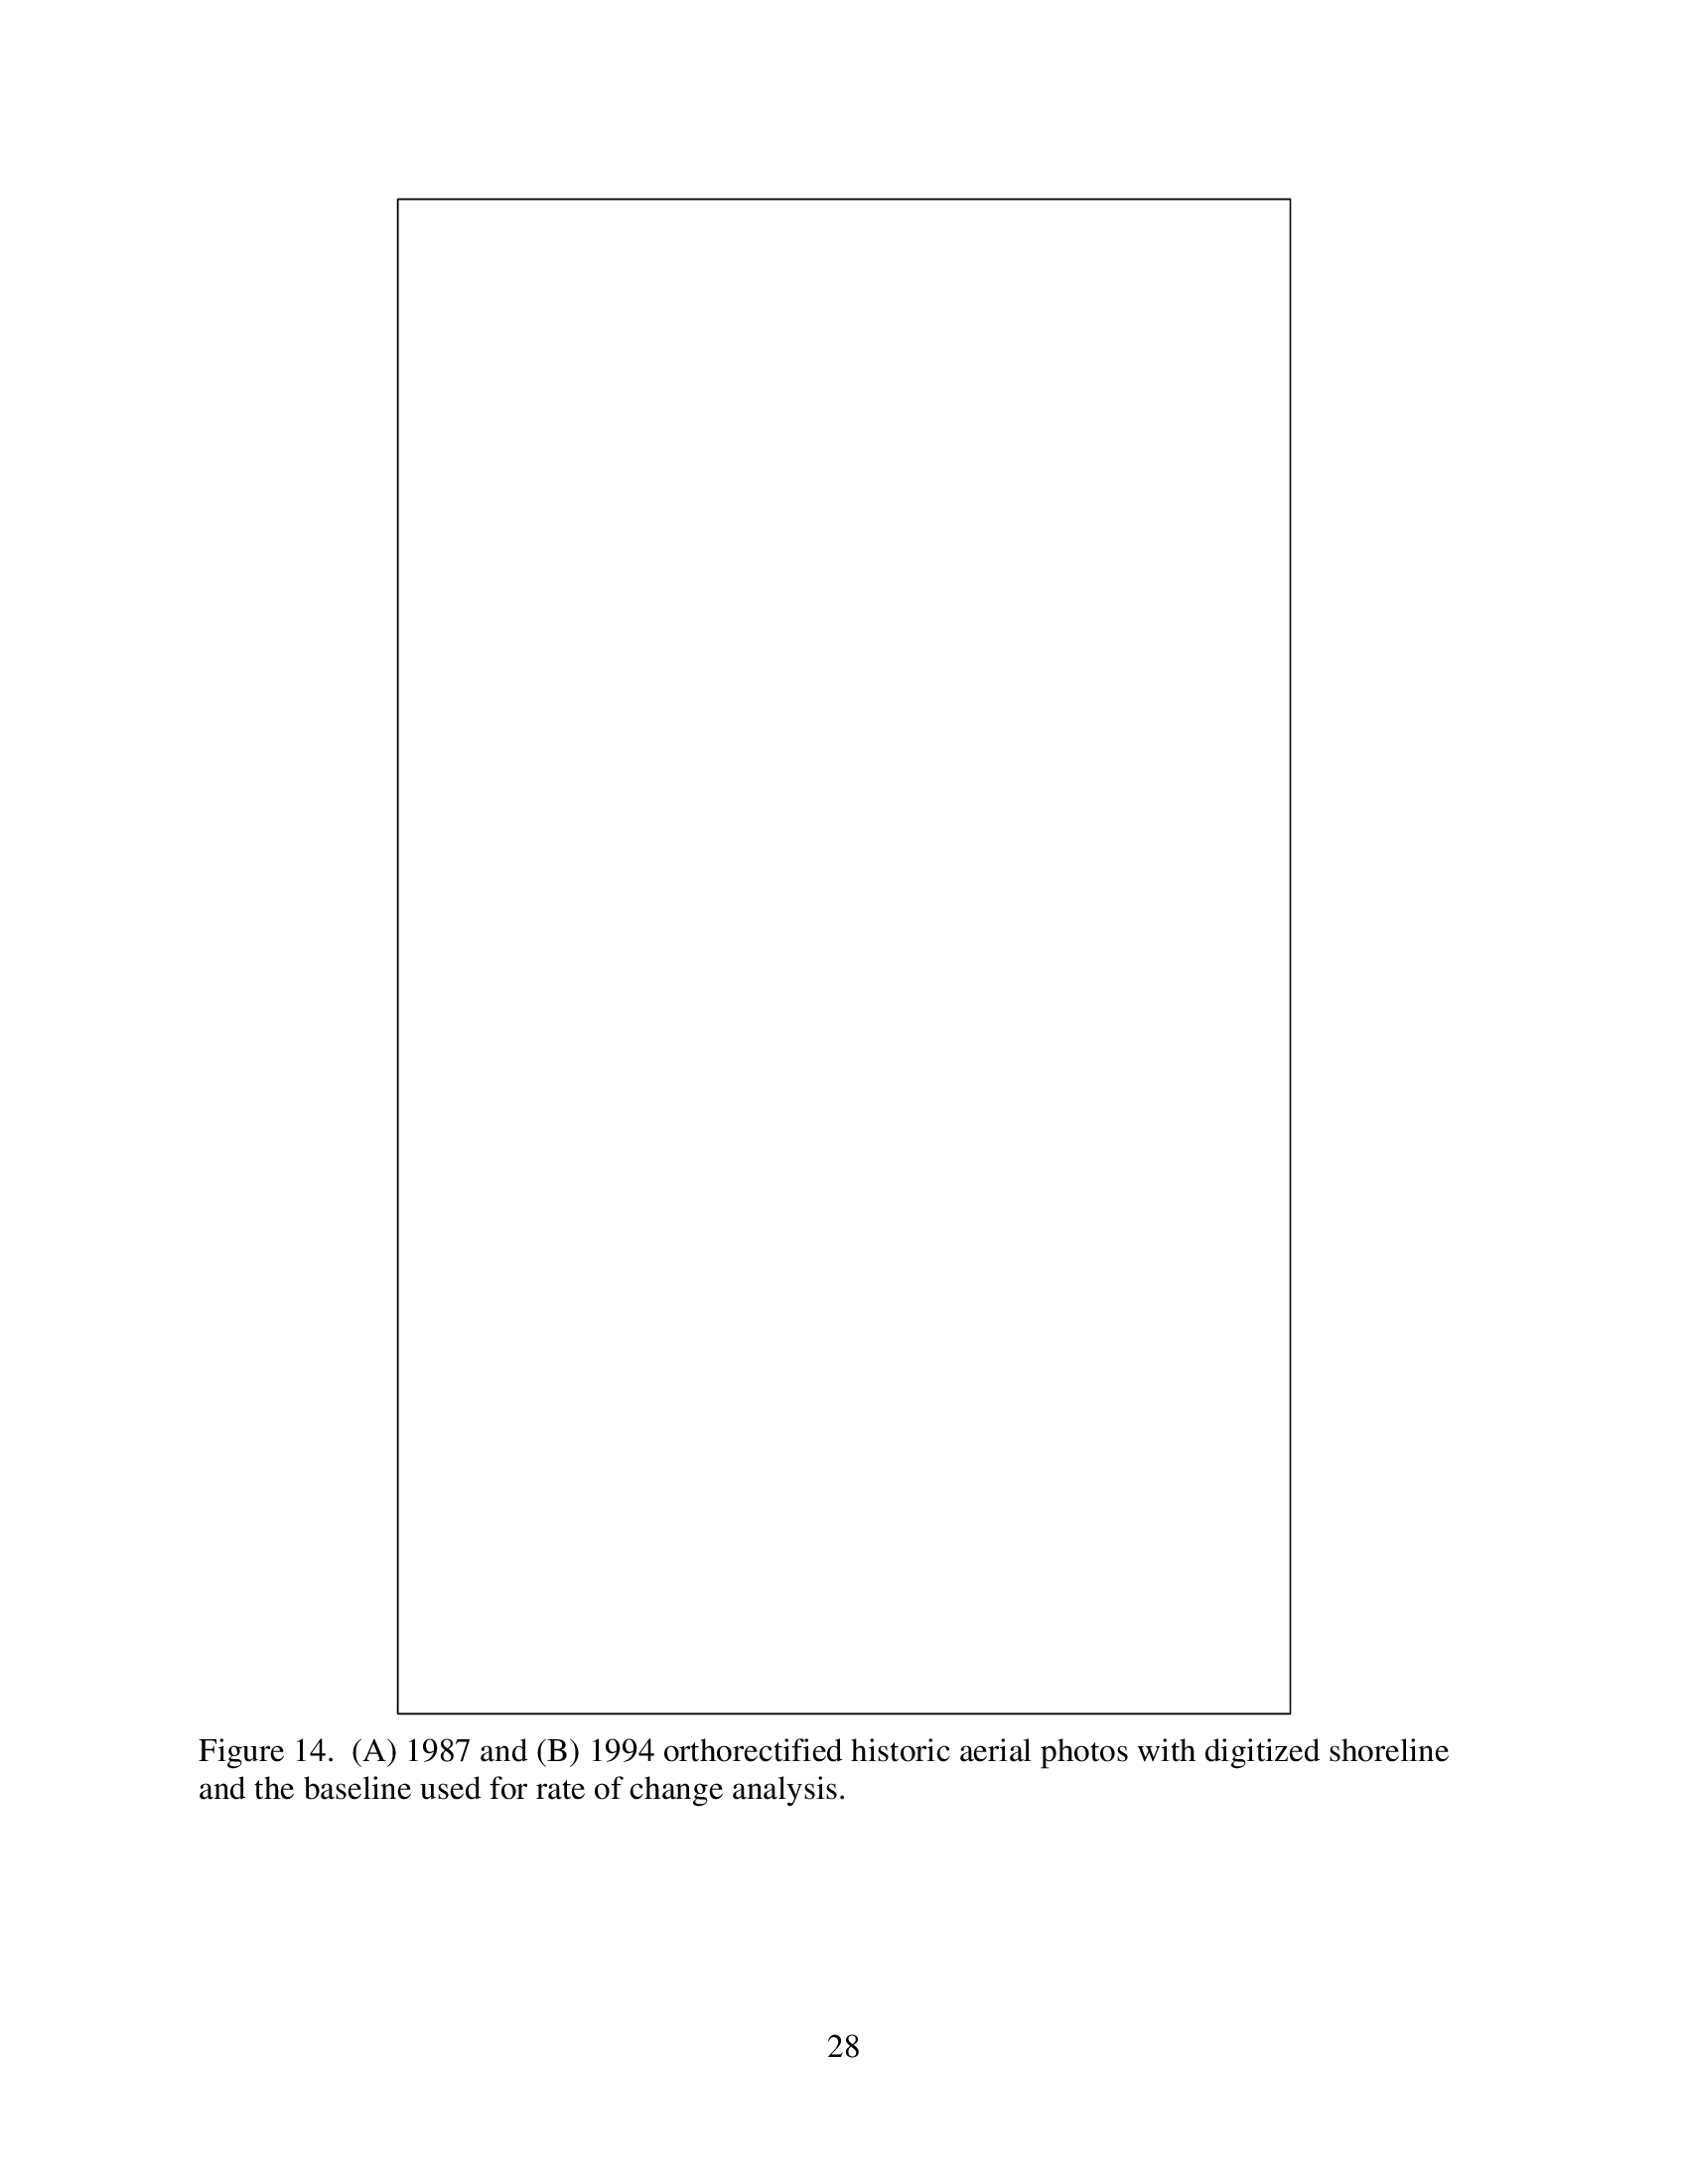 Figure 14.  (A) 1987 and (B) 1994 orthorectified historic aerial photos with digitized shoreline
and the baseline used for rate of change analysis.
28